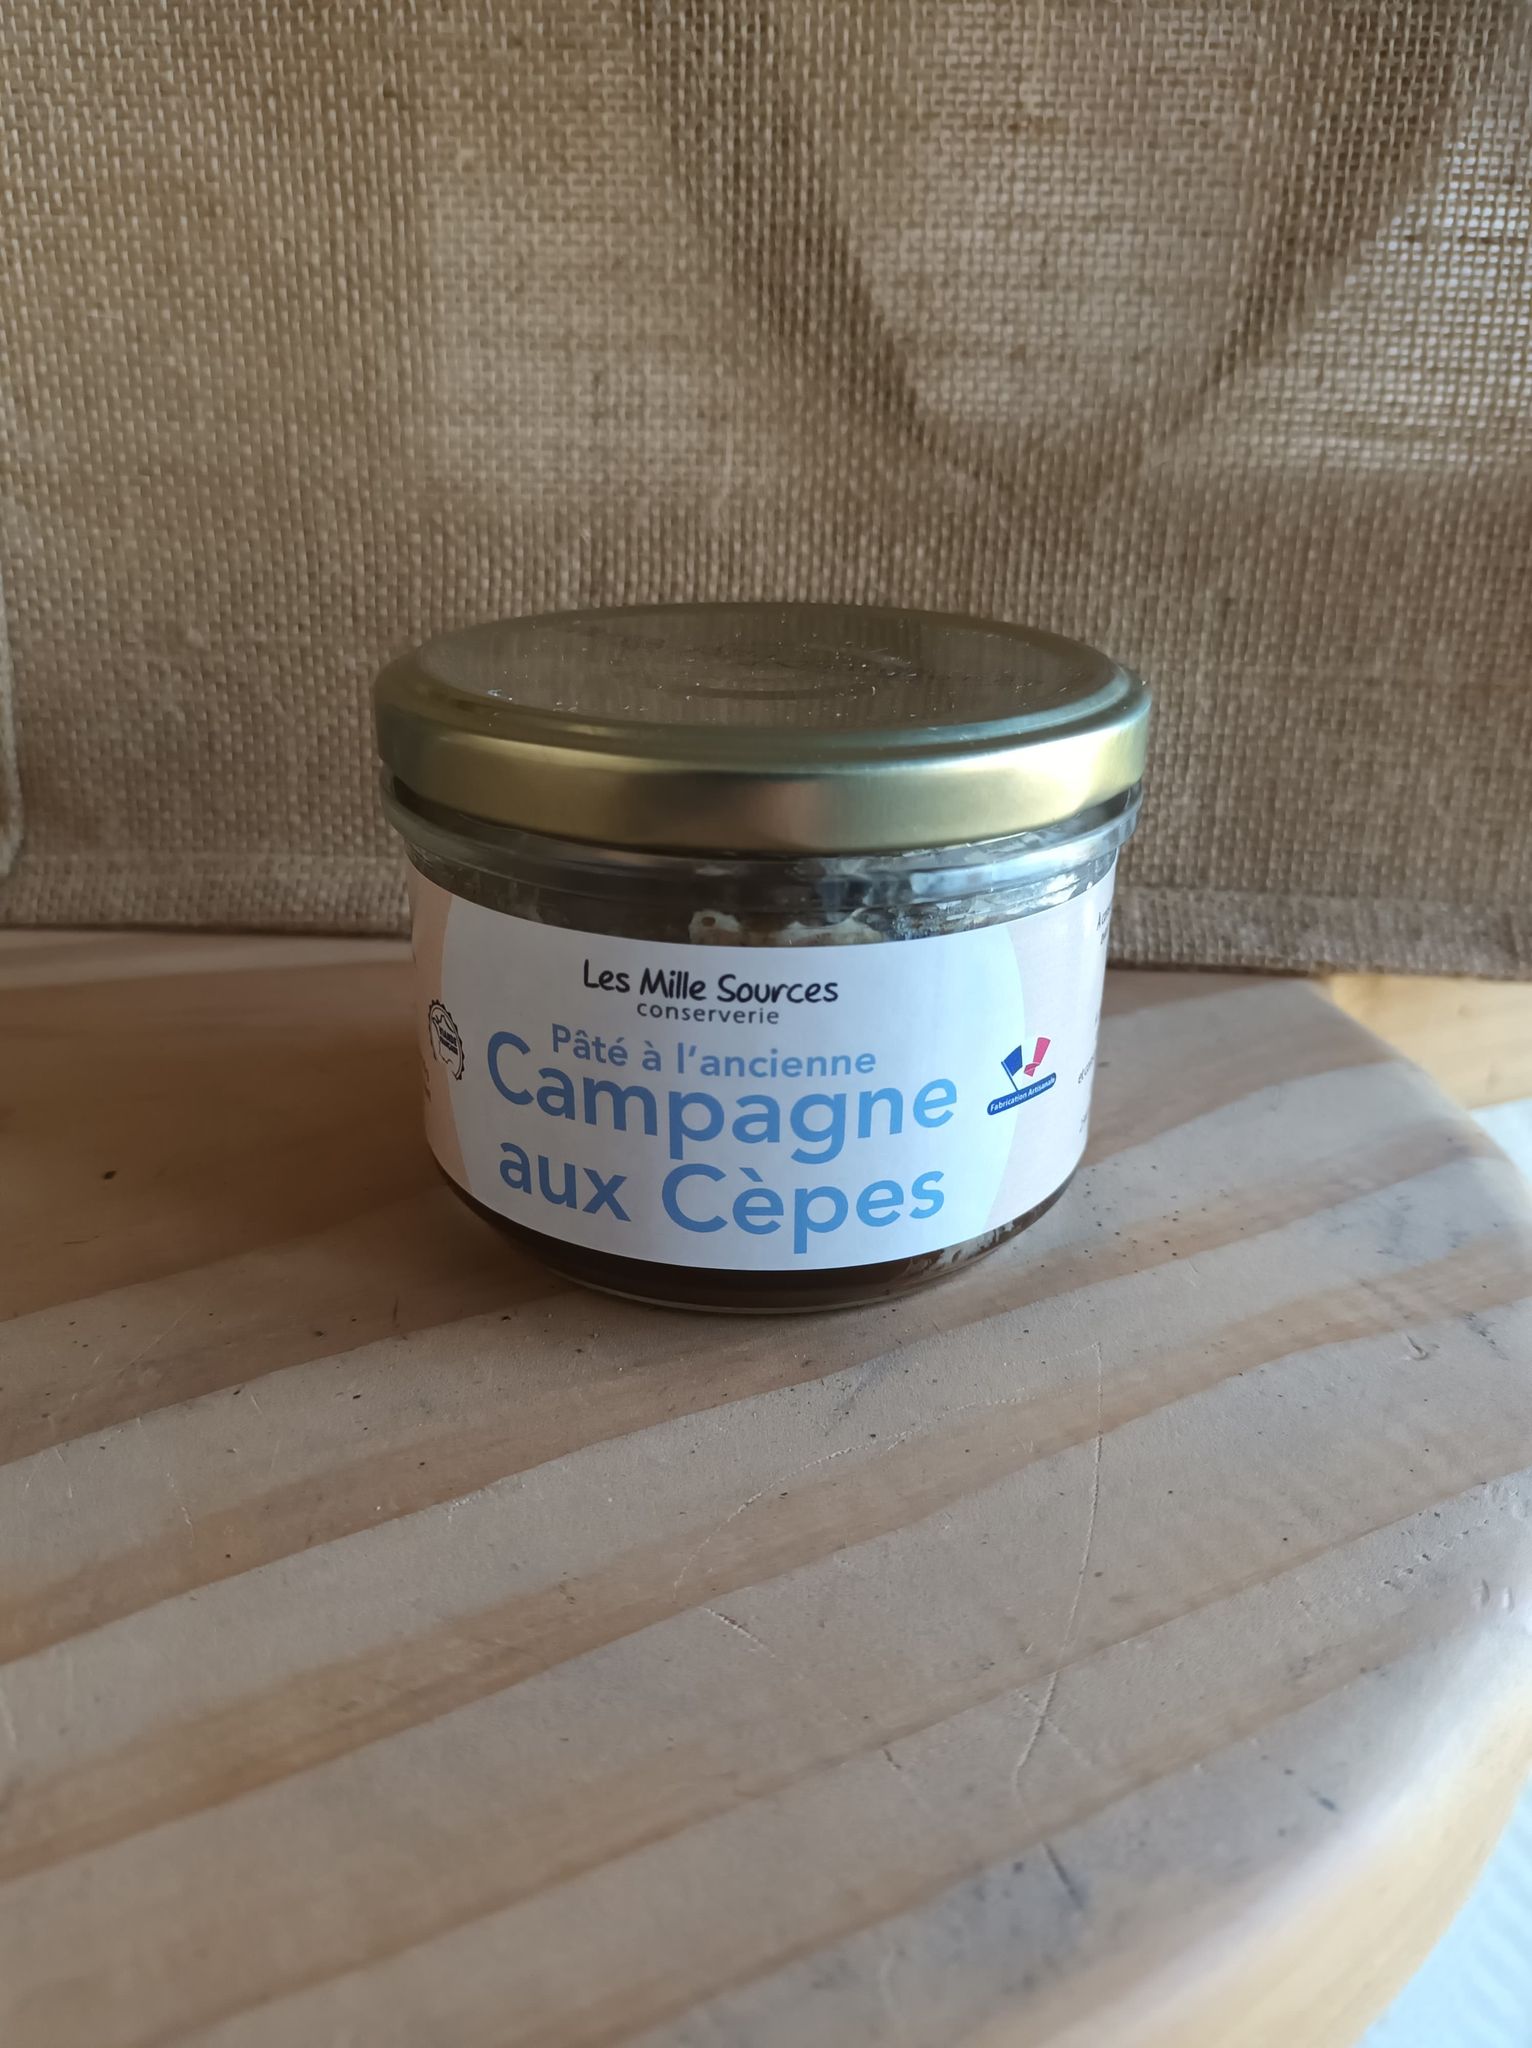 Les Mille Sources
conserverie
Pâté à l'ancienne
Campagne
aux Cèpes
Fabrication Artisanale